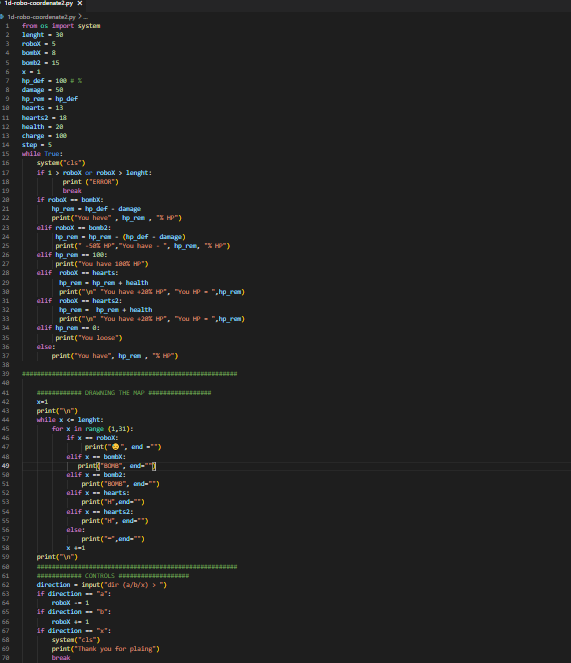 1d-robo-coordenate2.py
1d-robo-coordenate2.py > ...
1 from os import system
2 lenght = 30
3 roboX = 5
4 bombX = 8
5 bomb2 = 15
6 x = 1
7 hp_def = 100 # %
8 damage = 50
9 hp_rem = hp_def
10 hearts = 13
11 hearts2 = 18
12 health = 20
13 charge = 100
14 step = 5
15 while True:
16 system("cls")
17 if 1 > roboX or roboX > lenght:
18 print ("ERROR")
19 break
20 if roboX == bombX:
21 hp_rem = hp_def - damage
22 print("You heve" , hp_rem , "% HP")
23 elif roboX == bomb2:
24 hp_rem = hp_rem - (hp_def - damage)
25 print(" -50% HP","You have - ", hp_rem, "% HP")
26 elif hp_rem == 100:
27 print("You have 100% HP")
28 elif roboX == hearts:
29 hp_rem = hp_rem + health
30 print("\n" "You have +20% HP", "You HP = ",hp_rem)
31 elif roboX == hearts2:
32 hp_rem = hp_rem + health
33 print("\n" "You have +20% HP", "You HP = ",hp_rem)
34 elif hp_rem == 0:
35 print("You loose")
36 else:
37 print("You have", hp_rem , "% HP")
38
39 ##########################################################
40
41 ############ DRAWNING THE MAP #################
42 x=1
43 print("\n")
44 while x <= lenght:
45 for x in range (1,31):
46 if x == roboX:
47 print("😊", end ="")
48 elif x == bombX:
49 print("BOMB", end="")
50 elif x == bomb2:
51 print("BOMB", end="")
52 elif x == hearts:
53 print("H",end="")
54 elif x == hearts2:
55 print("H", end="")
56 else:
57 print("=",end="")
58 x +=1
59 print("\n")
60 ######################################################
61 ############ CONTROLS ###################
62 direction = input("dir (a/b/x) > ")
63 if direction == "a":
64 roboX -= 1
65 if direction == "b":
66 roboX += 1
67 if direction == "x":
68 system("cls")
69 print("Thank you for plaing")
70 break